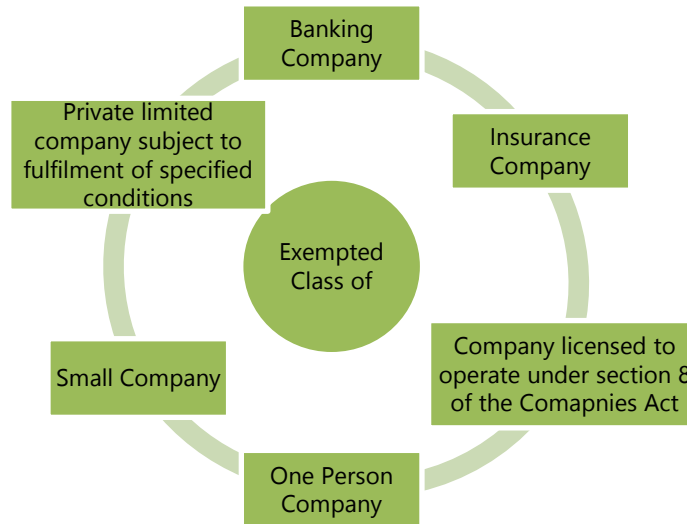 Banking
Company
Insurance
Company
Company licensed to
operate under section 8
of the Comapnies Act
One Person
Company
Small Company
Private limited
company subject to
fulfilment of specified
conditions
Exempted
Class of